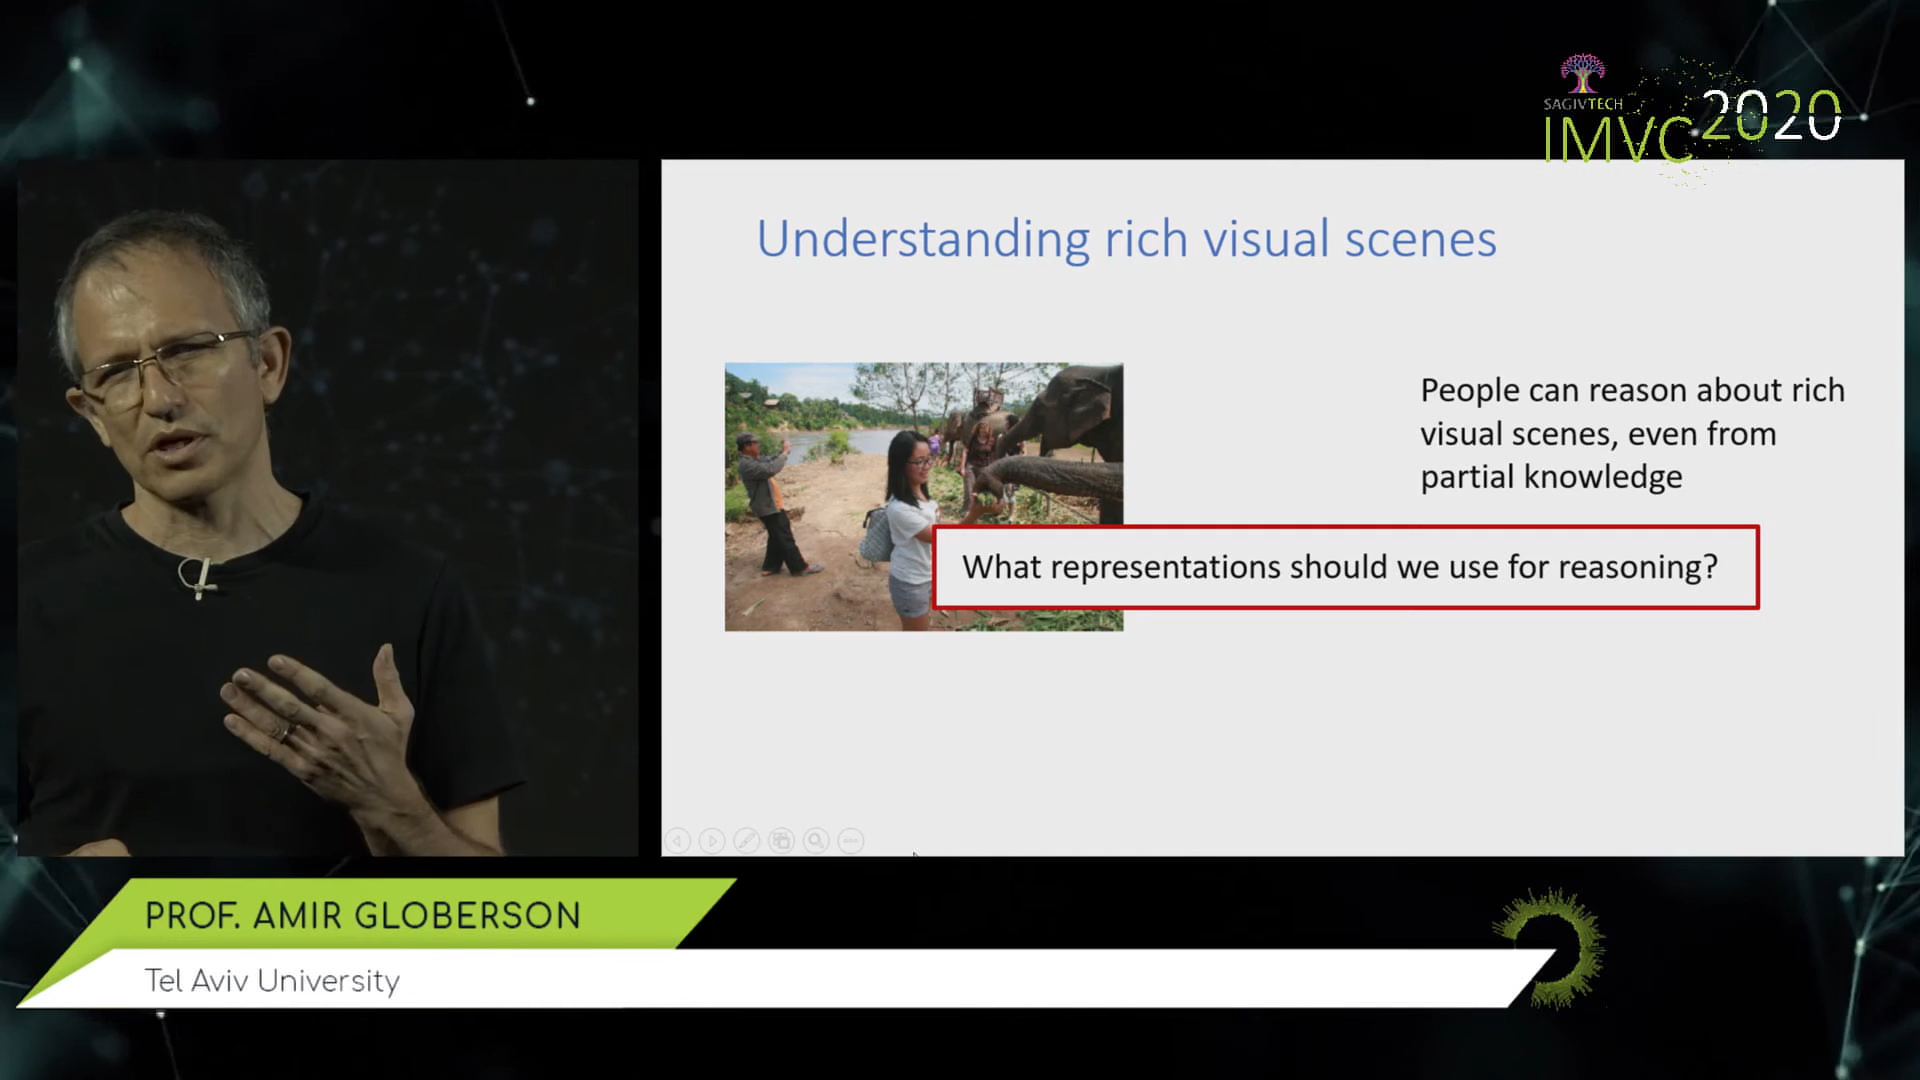 SAGIVTECH
IMVC 2020
Understanding rich visual scenes
People can reason about rich
visual scenes, even from
partial knowledge
What representations should we use for reasoning?
PROF. AMIR GLOBERSON
Tel Aviv University